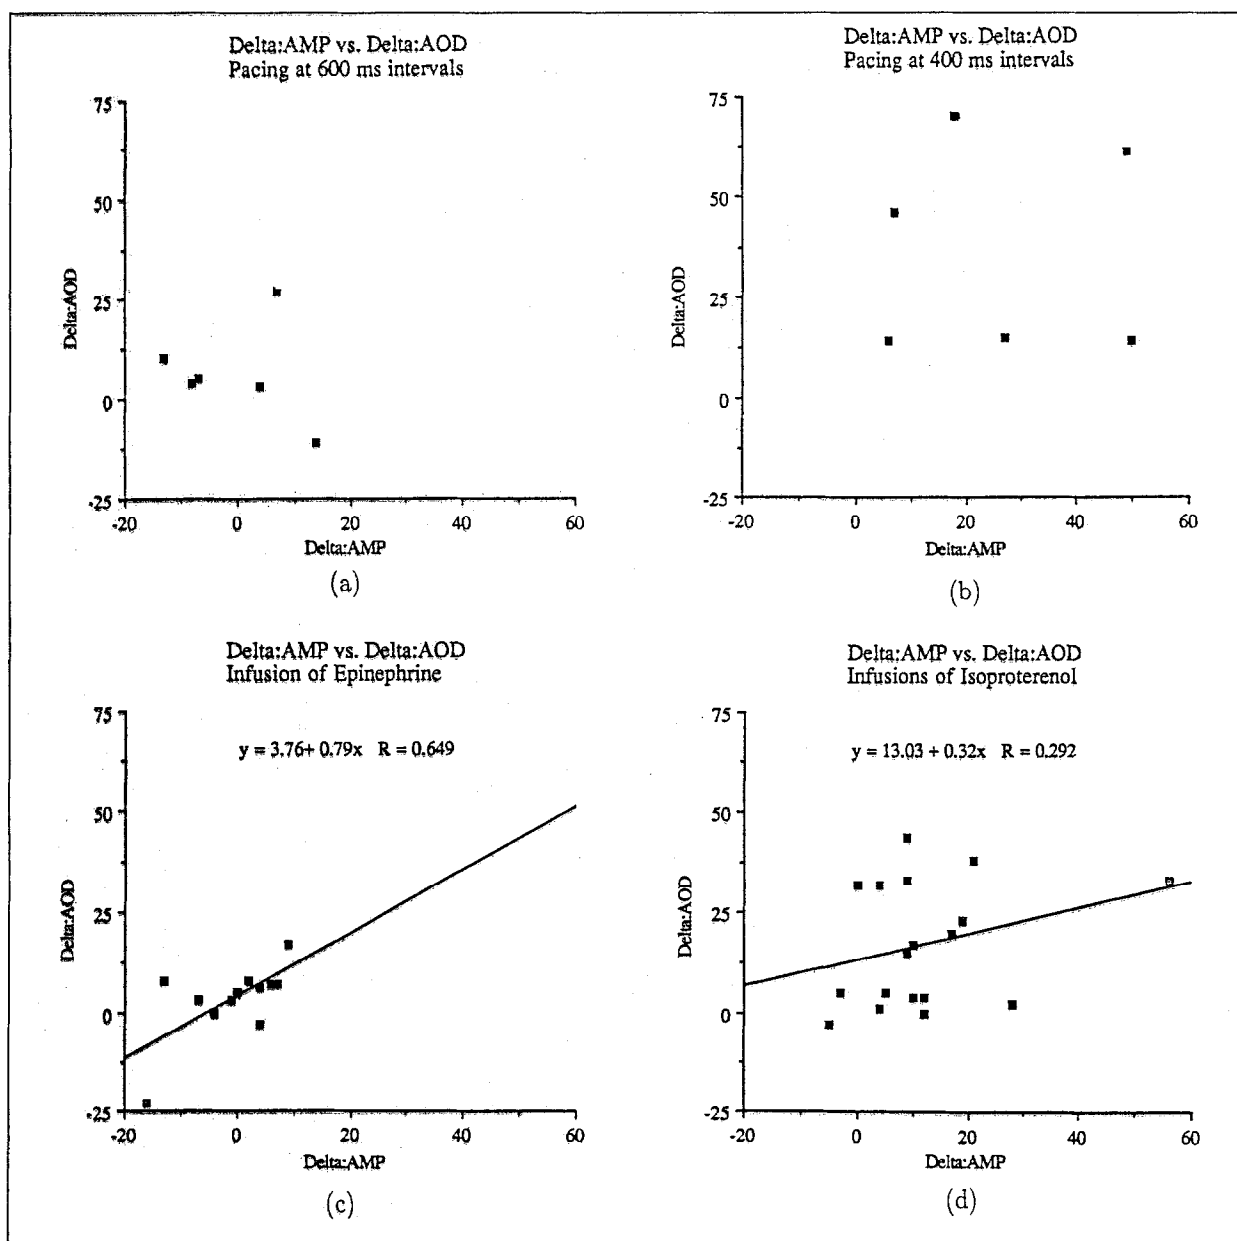 Delta:AMP vs. Delta:AOD
Pacing at 600 ms intervals
75
50
25
0
-25
Delta:AOD
-20
0
20
40
60
Delta:AMP
(a)
Delta:AMP vs. Delta:AOD
Pacing at 400 ms intervals
75
50
25
0
-25
Delta:AOD
-20
0
20
40
60
Delta:AMP
(b)
Delta:AMP vs. Delta:AOD
Infusion of Epinephrine
y = 3.76+ 0.79x R = 0.649
75
50
25
0
-25
Delta:AOD
-20
0
20
40
60
Delta:AMP
(c)
Delta:AMP vs. Delta:AOD
Infusions of Isoproterenol
y = 13.03 + 0.32x R = 0.292
75
50
25
0
-25
Delta:AOD
-20
0
20
40
60
Delta:AMP
(d)